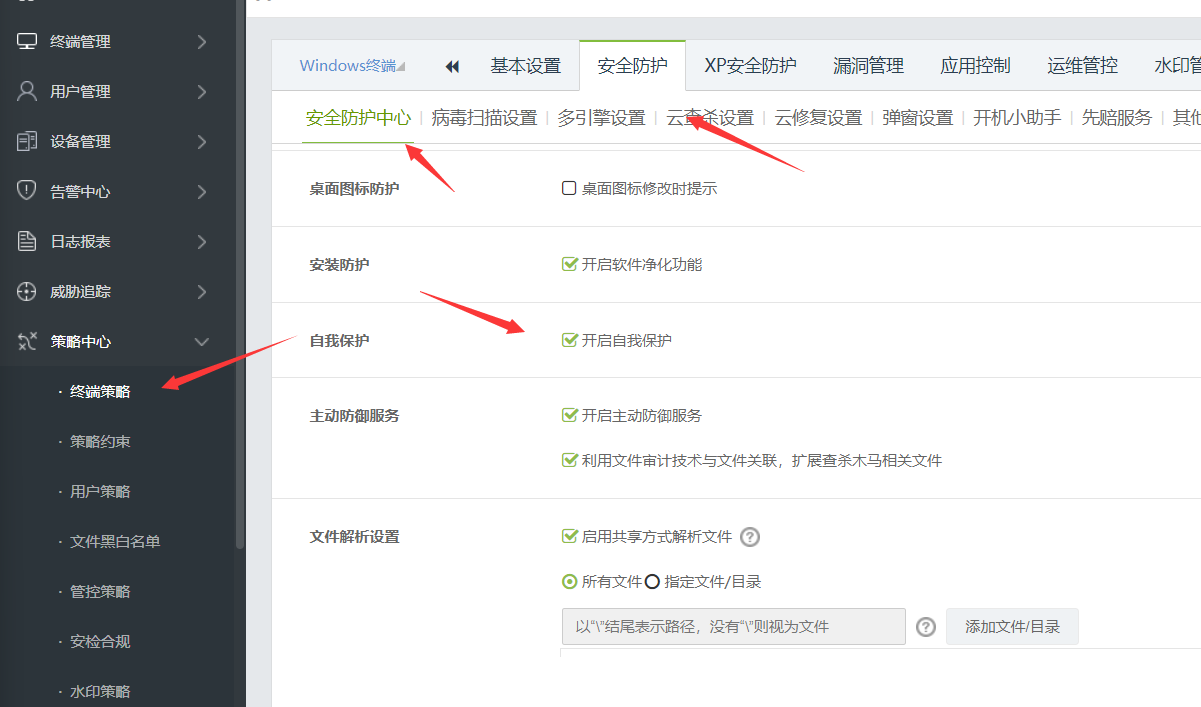 终端管理
用户管理
设备管理
告警中心
日志报表
威胁追踪
策略中心
· 终端策略
· 策略约束
· 用户策略
· 文件黑白名单
· 管控策略
· 安检合规
· 水印策略
Windows终端 基本设置 安全防护 XP安全防护 漏洞管理 应用控制 运维管控 水印管
安全防护中心 | 病毒扫描设置 | 多引擎设置 | 云查杀设置 | 云修复设置 | 弹窗设置 | 开机小助手 | 先赔服务 | 其他
桌面图标防护 桌面图标修改时提示
安装防护 开启软件净化功能
自我保护 开启自我保护
主动防御服务 开启主动防御服务
利用文件审计技术与文件关联，扩展查杀木马相关文件
文件解析设置 启用共享方式解析文件 ?
所有文件 指定文件/目录
以“\”结尾表示路径，没有“\”则视为文件 ? 添加文件/目录